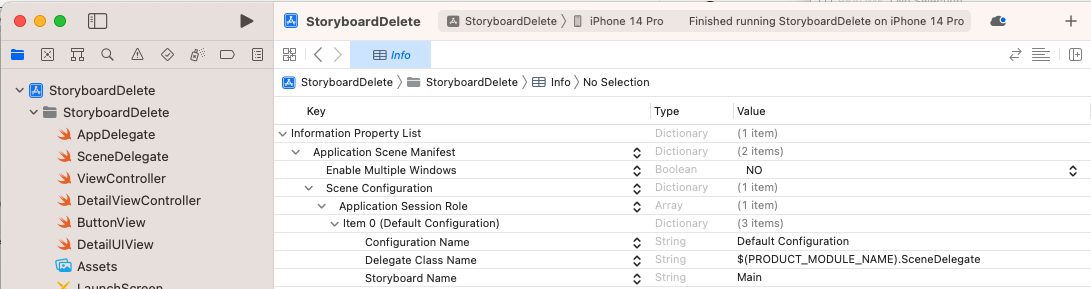 StoryboardDelete
StoryboardDelete 〉 iPhone 14 Pro
Finished running StoryboardDelete on iPhone 14 Pro
Info
StoryboardDelete
StoryboardDelete
AppDelegate
SceneDelegate
ViewController
DetailViewController
ButtonView
DetailUIView
Assets
LaunchScreen
StoryboardDelete 〉 StoryboardDelete 〉 Info 〉 No Selection
Key Type Value
Information Property List Dictionary (1 item)
Application Scene Manifest Dictionary (2 items)
Enable Multiple Windows Boolean NO
Scene Configuration Dictionary (1 item)
Application Session Role Array (1 item)
Item 0 (Default Configuration) Dictionary (3 items)
Configuration Name String Default Configuration
Delegate Class Name String $(PRODUCT_MODULE_NAME).SceneDelegate
Storyboard Name String Main